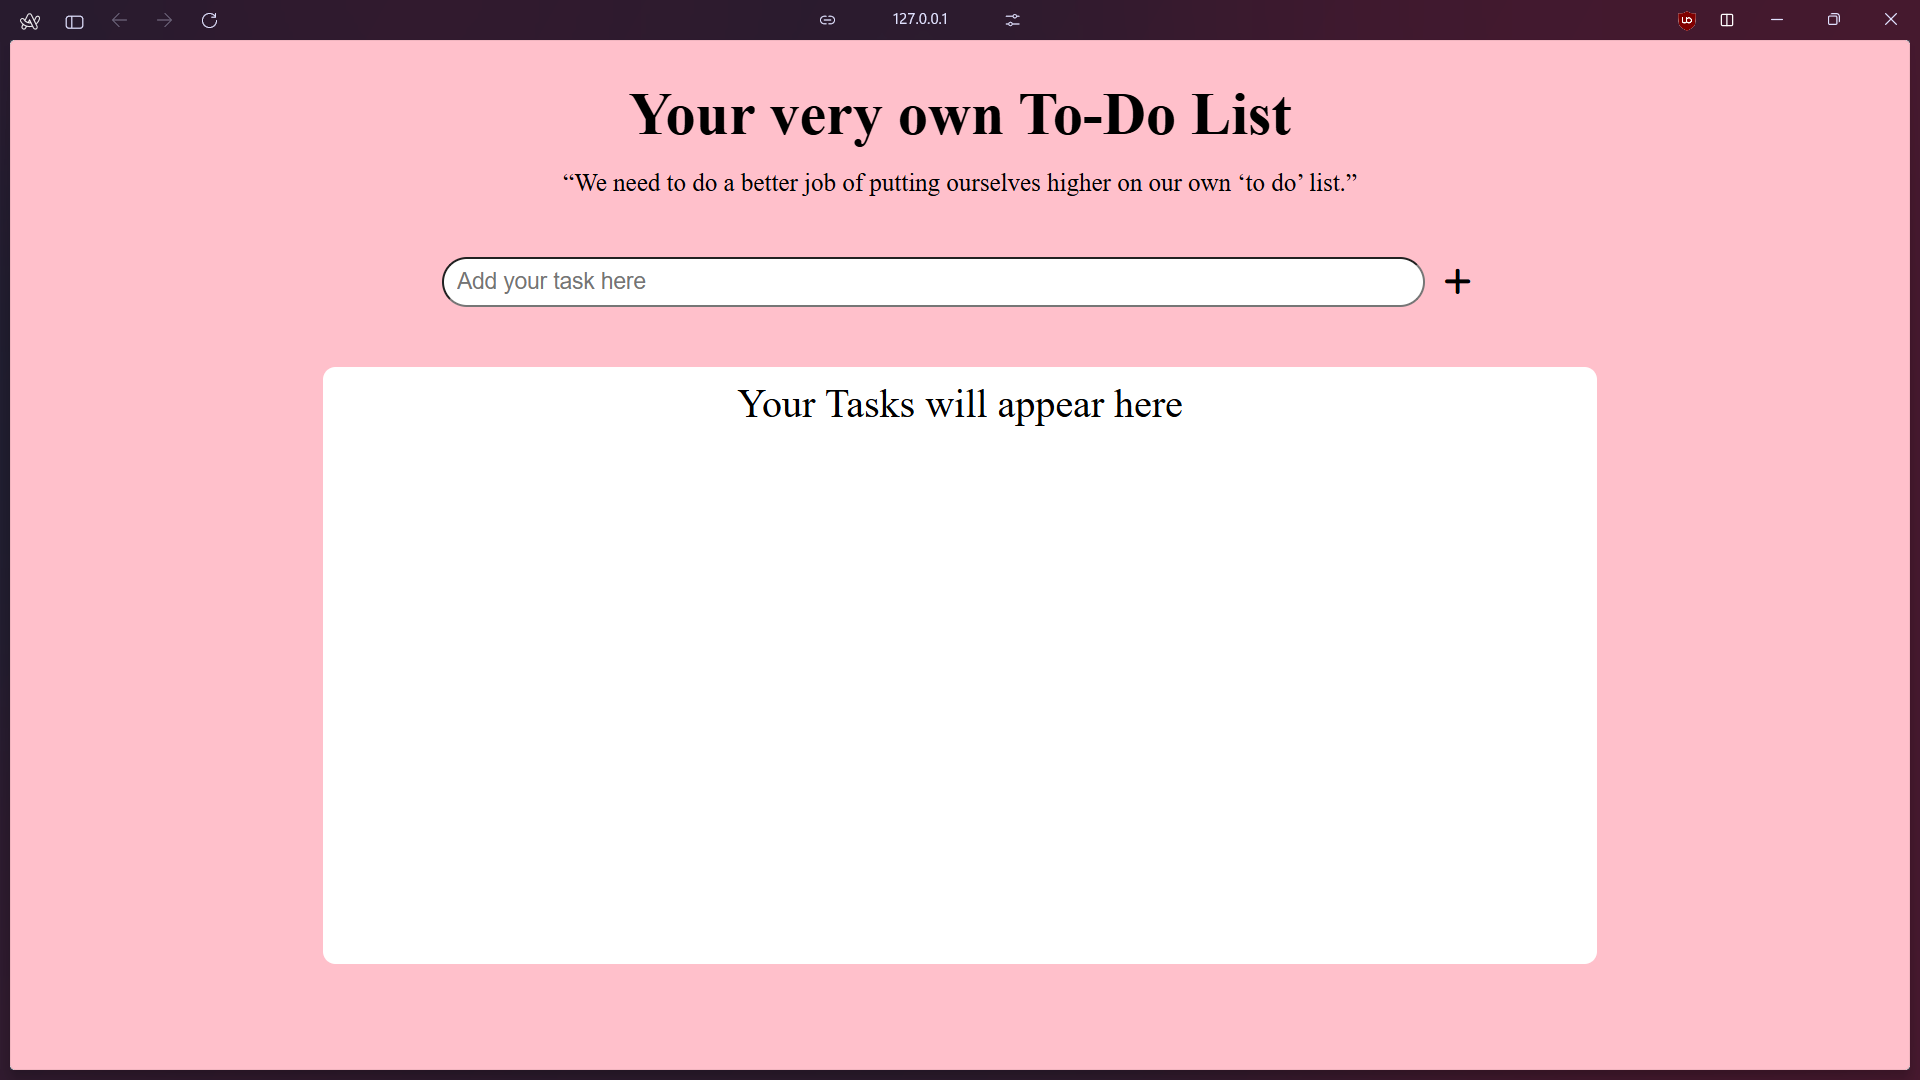 127.0.0.1
Your very own To-Do List
“We need to do a better job of putting ourselves higher on our own ‘to do’ list.”
Add your task here
Your Tasks will appear here